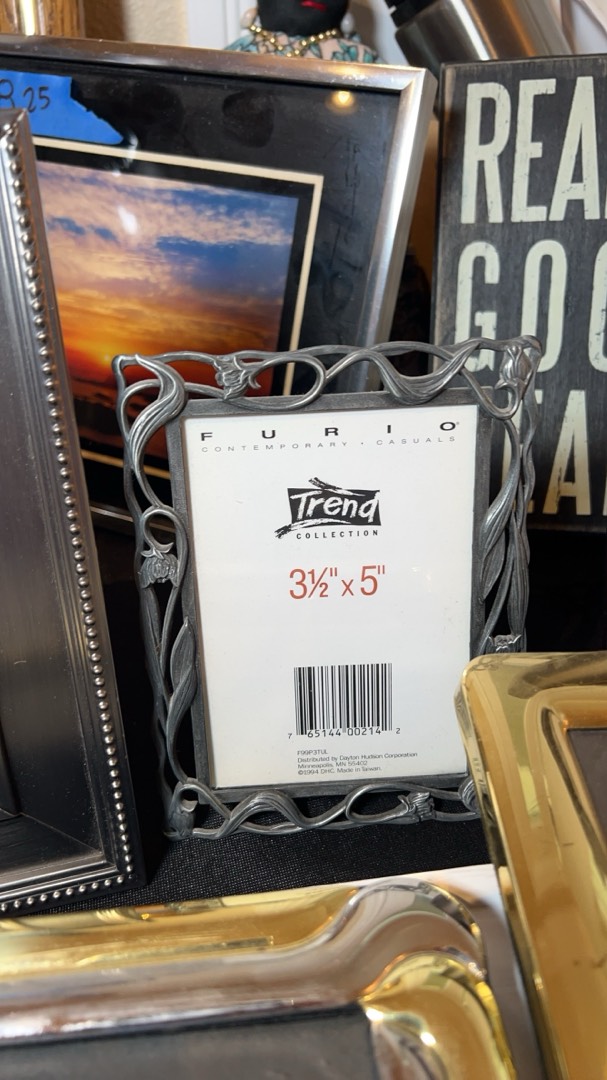 25
REA
GOO
EA
FURIO
CONTEMPORARY • CASUALS
Trend
COLLECTION
3½" x 5"
7 65144 00214 2
F99P3TUL
Distributed by Dayton Hudson Corporation
Minneapolis, MN 55402
©1994 DHC. Made in Taiwan.